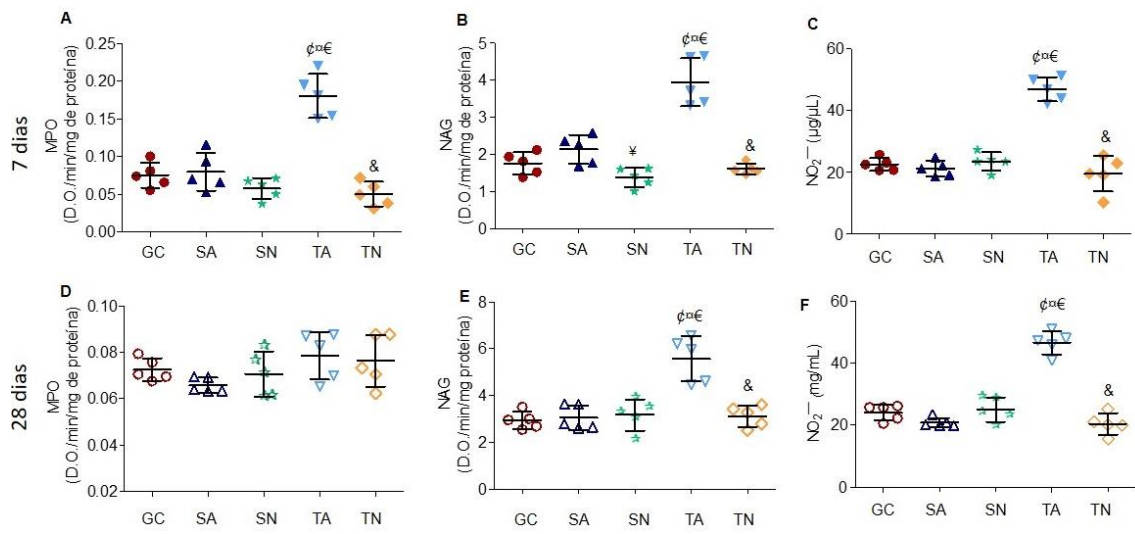 7 dias
A
MPO
(D.O./min/mg de proteína)
0.25
0.20
0.15
0.10
0.05
0.00
¢¤€
&
GC SA SN TA TN
B
NAG
(D.O./min/mg de proteína)
5
4
3
2
1
0
¥
¢¤€
&
GC SA SN TA TN
C
NO₂⁻ (µg/µL)
60
40
20
0
¢¤€
&
GC SA SN TA TN
28 dias
D
MPO
(D.O./min/mg de proteína)
0.10
0.08
0.06
0.04
0.02
GC SA SN TA TN
E
NAG
(D.O./min/mg proteína)
8
6
4
2
0
¢¤€
&
GC SA SN TA TN
F
NO₂⁻ (mg/mL)
60
40
20
0
¢¤€
&
GC SA SN TA TN